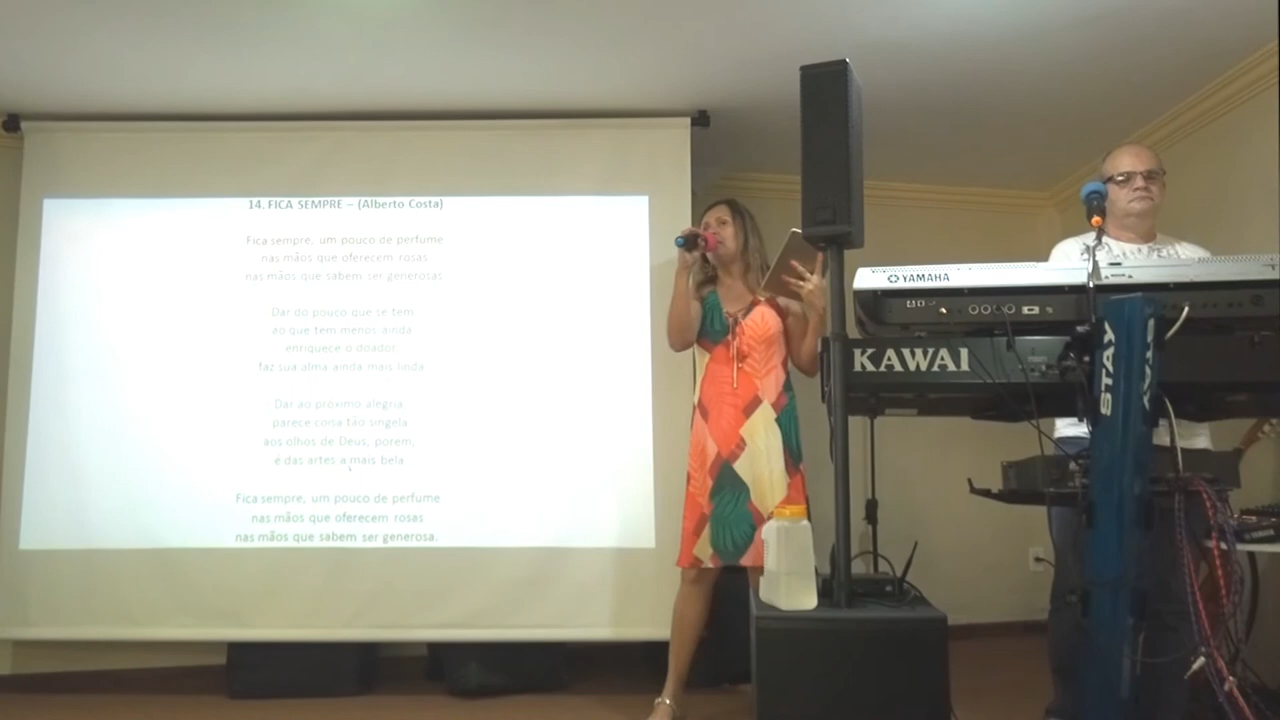 14. FICA SEMPRE – (Alberto Costa)
Fica sempre, um pouco de perfume
nas mãos que oferecem rosas
nas mãos que sabem ser generosas
Dar do pouco que se tem
ao que tem menos ainda
enriquece o doador
faz sua alma ainda mais linda
Dar ao próximo alegria
parece coisa tão singela
aos olhos de Deus, porém,
é das artes a mais bela
Fica sempre, um pouco de perfume
nas mãos que oferecem rosas
nas mãos que sabem ser generosa.
YAMAHA
KAWAI
STAY
STAY